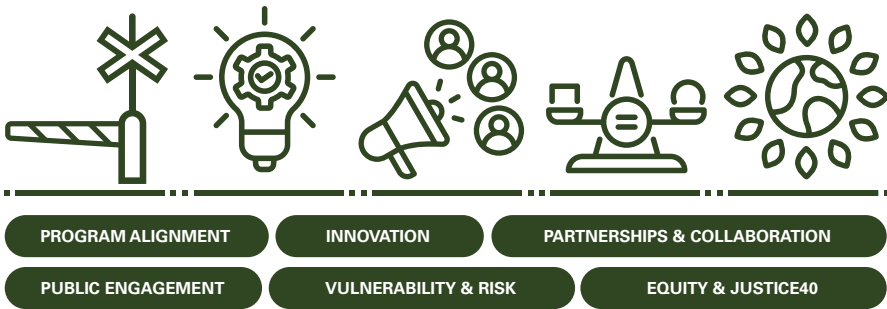 PROGRAM ALIGNMENT
INNOVATION
PARTNERSHIPS & COLLABORATION
PUBLIC ENGAGEMENT
VULNERABILITY & RISK
EQUITY & JUSTICE40